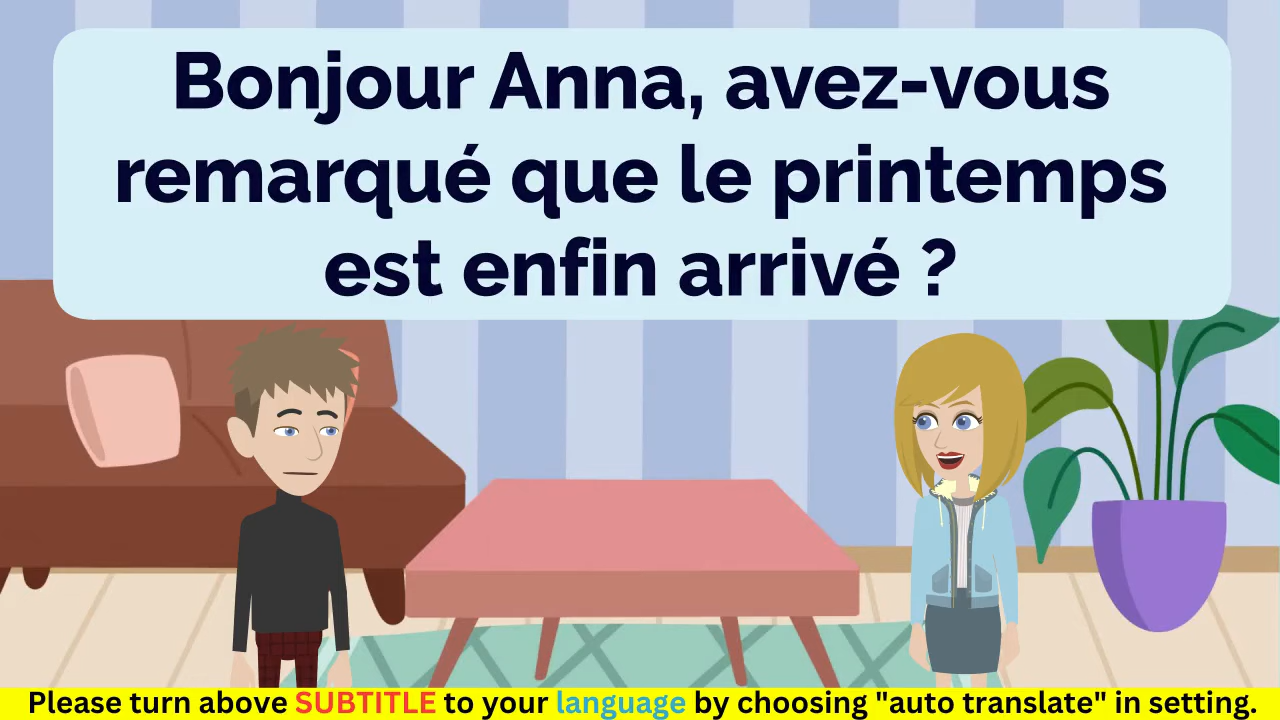 Bonjour Anna, avez-vous
remarqué que le printemps
est enfin arrivé ?
Please turn above SUBTITLE to your language by choosing "auto translate" in setting.